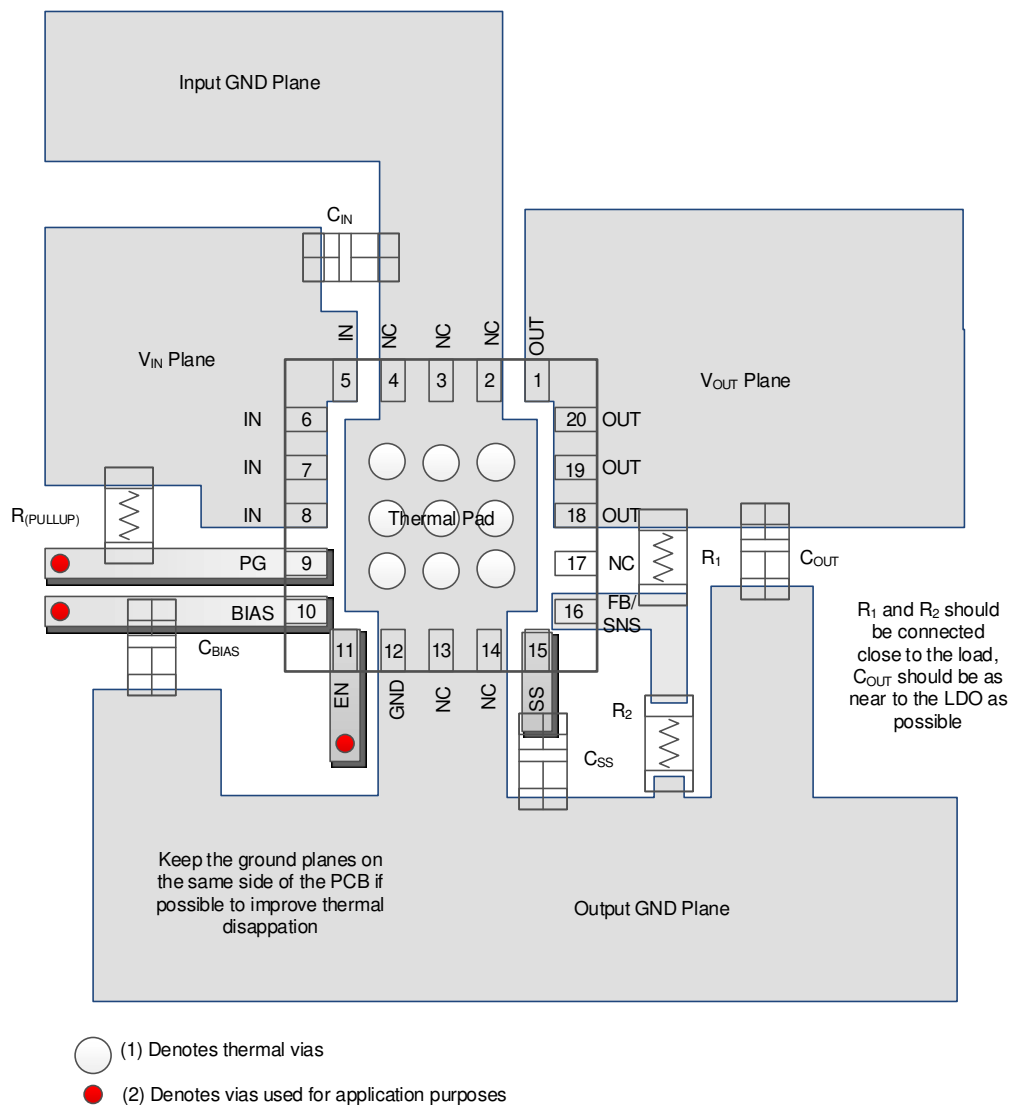 Input GND Plane
CIN
VIN Plane
IN
NC
NC
NC
OUT
5
4
3
2
1
VOUT Plane
IN
6
20
OUT
IN
7
19
OUT
IN
8
18
OUT
Thermal Pad
R(PULLUP)
PG
9
17
NC
R1
COUT
BIAS
10
16
FB/
SNS
CBIAS
11
12
13
14
15
EN
GND
NC
NC
SS
R2
CSS
R1 and R2 should
be connected
close to the load,
COUT should be as
near to the LDO as
possible
Keep the ground planes on
the same side of the PCB if
possible to improve thermal
disappation
Output GND Plane
(1) Denotes thermal vias
(2) Denotes vias used for application purposes